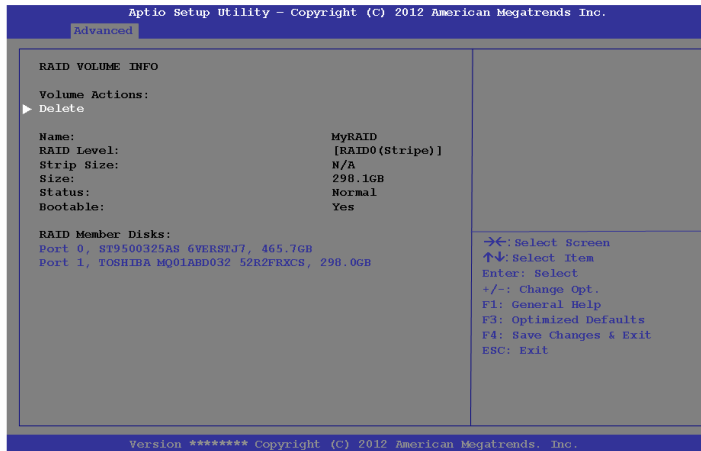 Aptio Setup Utility – Copyright (C) 2012 American Megatrends Inc.
Advanced
RAID VOLUME INFO
Volume Actions:
▶ Delete
Name: MyRAID
RAID Level: [RAID0(Stripe)]
Strip Size: N/A
Size: 298.1GB
Status: Normal
Bootable: Yes
RAID Member Disks:
Port 0, ST9500325AS 6VERSTJ7, 465.7GB
Port 1, TOSHIBA MQ01ABD032 52R2FRXCS, 298.0GB
→←: Select Screen
↑↓: Select Item
Enter: Select
+/-: Change Opt.
F1: General Help
F3: Optimized Defaults
F4: Save Changes & Exit
ESC: Exit
Version ******** Copyright (C) 2012 American Megatrends. Inc.